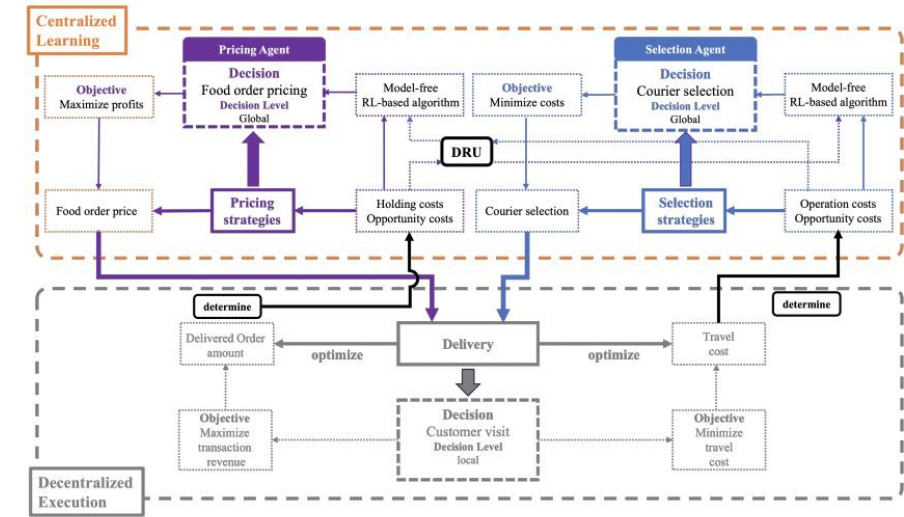 Centralized
Learning
Pricing Agent
Decision
Food order pricing
Decision Level
Global
Objective
Maximize profits
Model-free
RL-based algorithm
Selection Agent
Decision
Courier selection
Decision Level
Global
Objective
Minimize costs
Model-free
RL-based algorithm
DRU
Food order price
Pricing
strategies
Holding costs
Opportunity costs
Courier selection
Selection
strategies
Operation costs
Opportunity costs
determine
determine
Delivered Order
amount
optimize
Delivery
optimize
Travel
cost
Objective
Maximize
transaction
revenue
Decision
Customer visit
Decision Level
local
Objective
Minimize
travel
cost
Decentralized
Execution